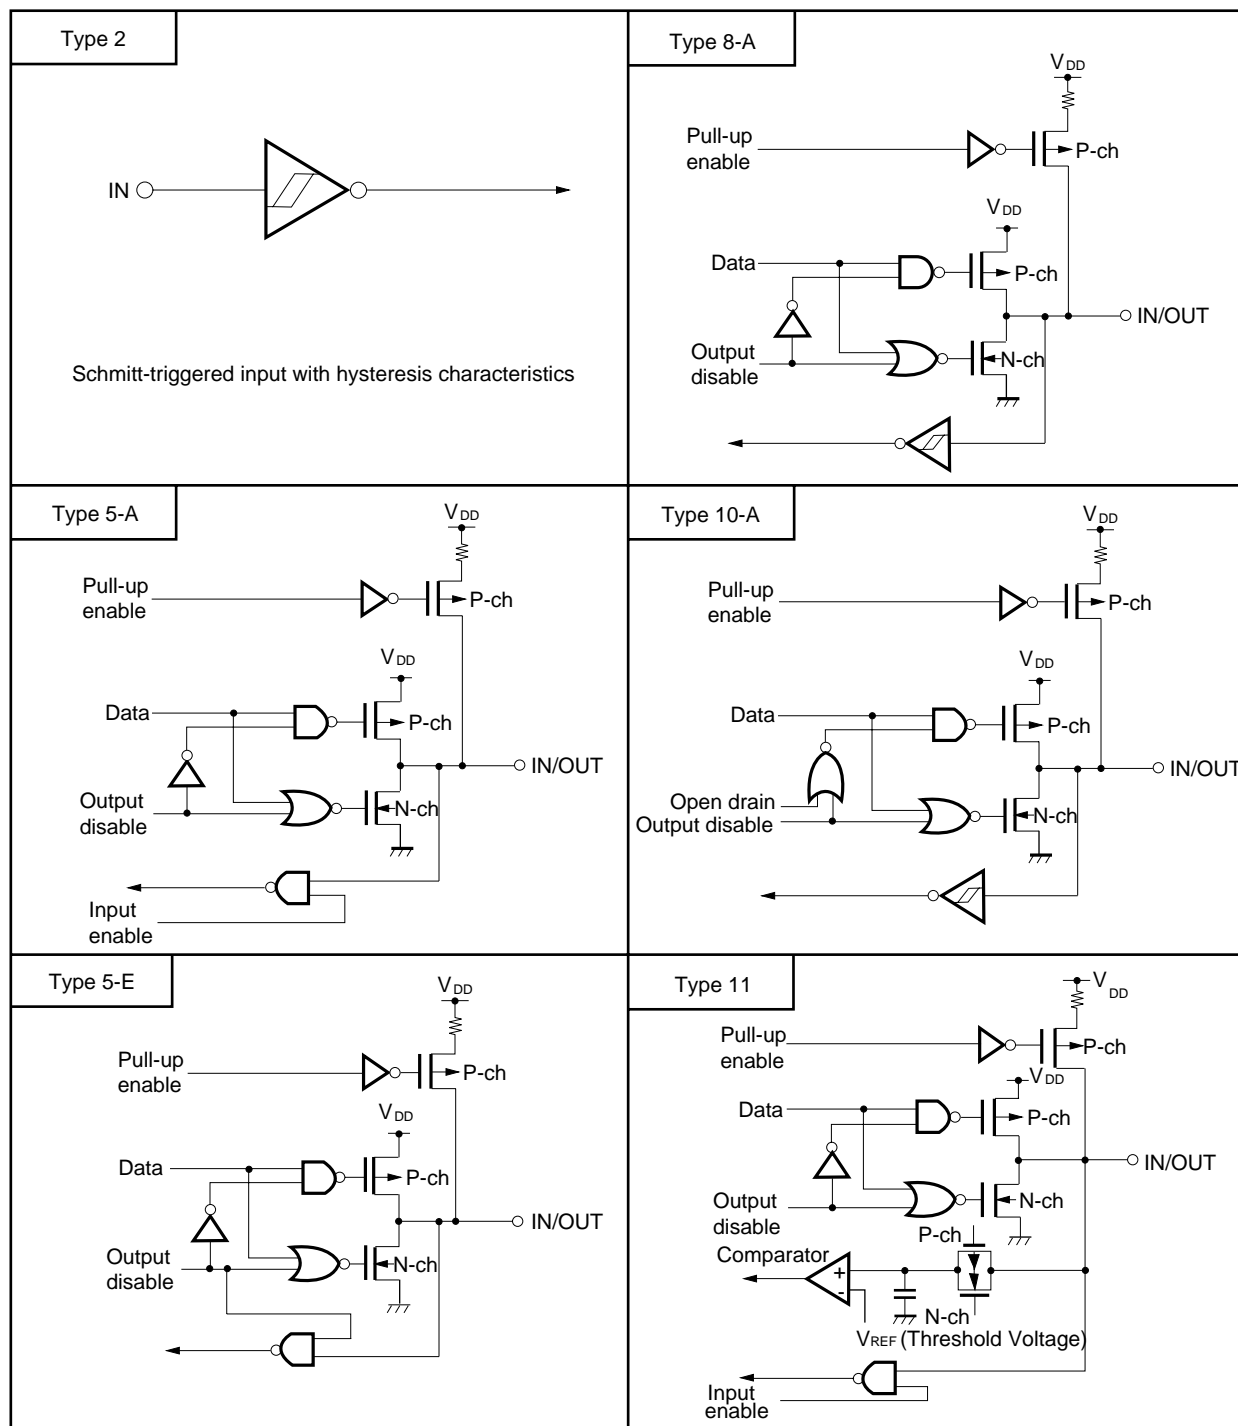 Type 2
IN
Schmitt-triggered input with hysteresis characteristics
Type 8-A
VDD
Pull-up
enable
P-ch
VDD
Data
P-ch
IN/OUT
Output
disable
N-ch
Type 5-A
VDD
Pull-up
enable
P-ch
VDD
Data
P-ch
IN/OUT
Output
disable
N-ch
Input
enable
Type 10-A
VDD
Pull-up
enable
P-ch
VDD
Data
P-ch
IN/OUT
Open drain
Output disable
N-ch
Type 5-E
VDD
Pull-up
enable
P-ch
VDD
Data
P-ch
IN/OUT
Output
disable
N-ch
Type 11
VDD
Pull-up
enable
P-ch
VDD
Data
P-ch
IN/OUT
Output
disable
N-ch
P-ch
Comparator
+
-
N-ch
VREF (Threshold Voltage)
Input
enable